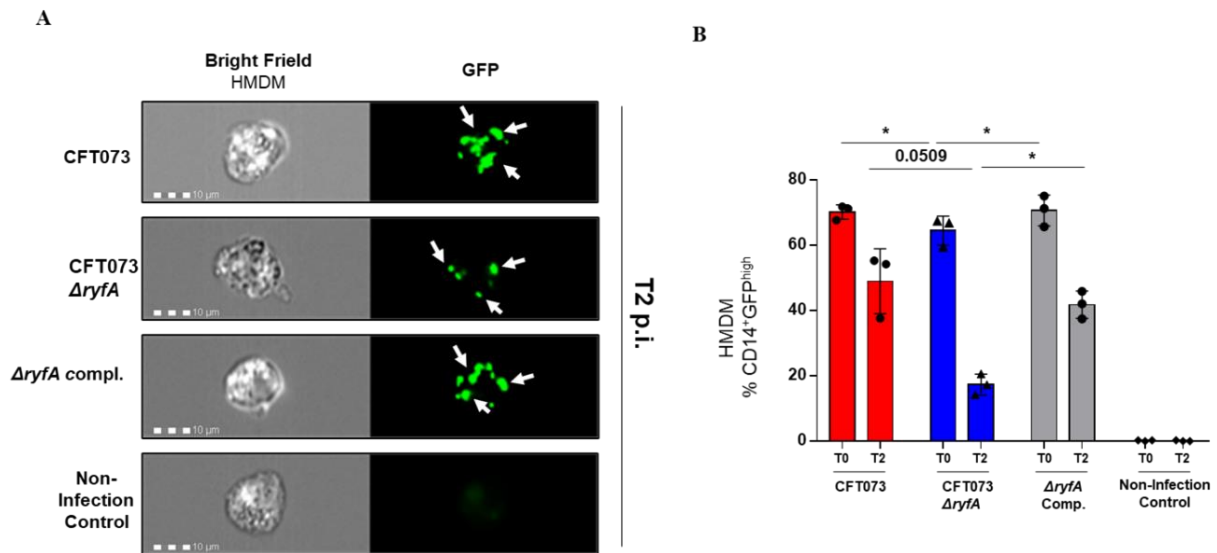 A
Bright Frield
HMDM
GFP
CFT073
10 µm
CFT073
ΔryfA
10 µm
ΔryfA compl.
10 µm
Non-
Infection
Control
10 µm
T2 p.i.
B
* *
0.0509 *
HMDM
% CD14⁺GFP^high
80
60
40
20
0
T0 T2 T0 T2 T0 T2 T0 T2
CFT073
CFT073
ΔryfA
ΔryfA
Comp.
Non-Infection
Control